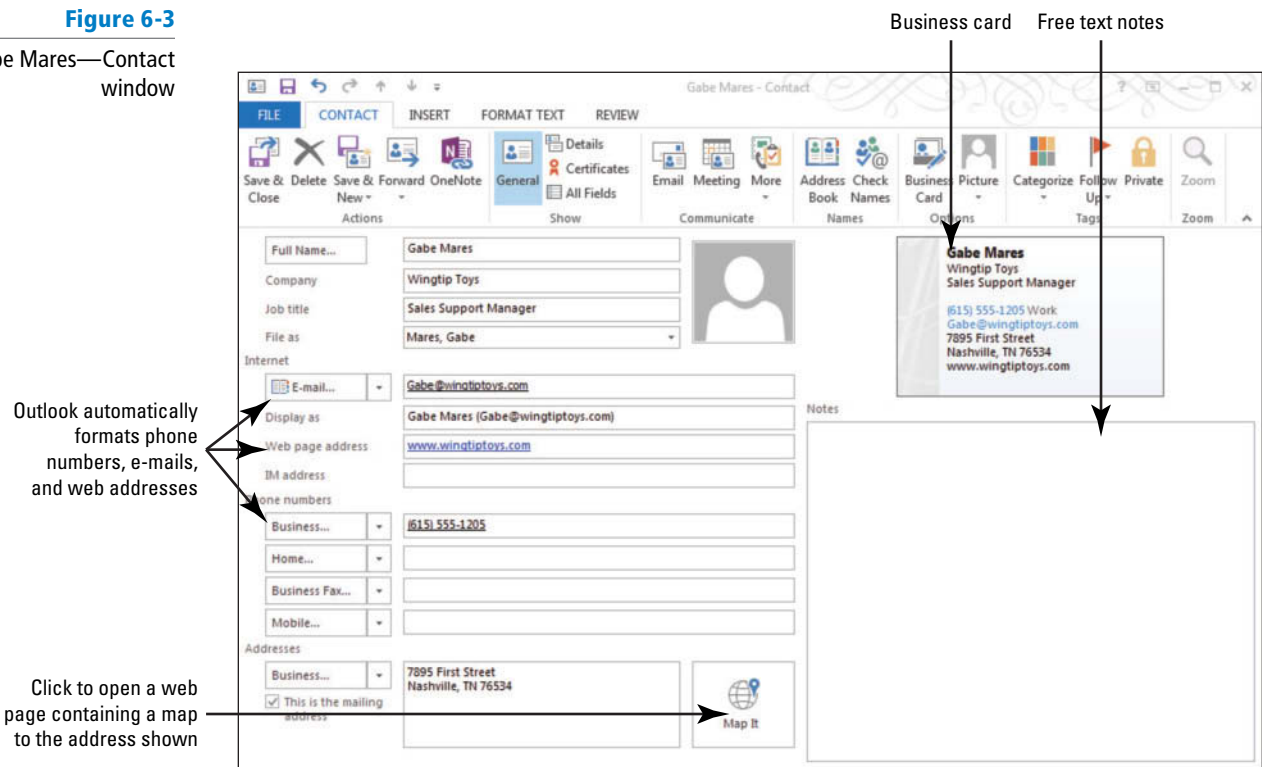 Figure 6-3
be Mares—Contact
window
Business card
Free text notes
Gabe Mares - Contact
?
FILE
CONTACT
INSERT
FORMAT TEXT
REVIEW
Save & Close
Delete
Save & New
Forward
OneNote
Actions
General
Details
Certificates
All Fields
Show
Email
Meeting
More
Communicate
Address Book
Check Names
Names
Business Card
Picture
Options
Categorize
Follow Up
Private
Tags
Zoom
Zoom
Full Name...
Gabe Mares
Company
Wingtip Toys
Job title
Sales Support Manager
File as
Mares, Gabe
Internet
E-mail...
Gabe@wingtiptoys.com
Display as
Gabe Mares (Gabe@wingtiptoys.com)
Web page address
www.wingtiptoys.com
IM address
Phone numbers
Business...
(615) 555-1205
Home...
Business Fax...
Mobile...
Addresses
Business...
7895 First Street
Nashville, TN 76534
This is the mailing
address
Map It
Gabe Mares
Wingtip Toys
Sales Support Manager
(615) 555-1205 Work
Gabe@wingtiptoys.com
7895 First Street
Nashville, TN 76534
www.wingtiptoys.com
Notes
Outlook automatically
formats phone
numbers, e-mails,
and web addresses
Click to open a web
page containing a map
to the address shown